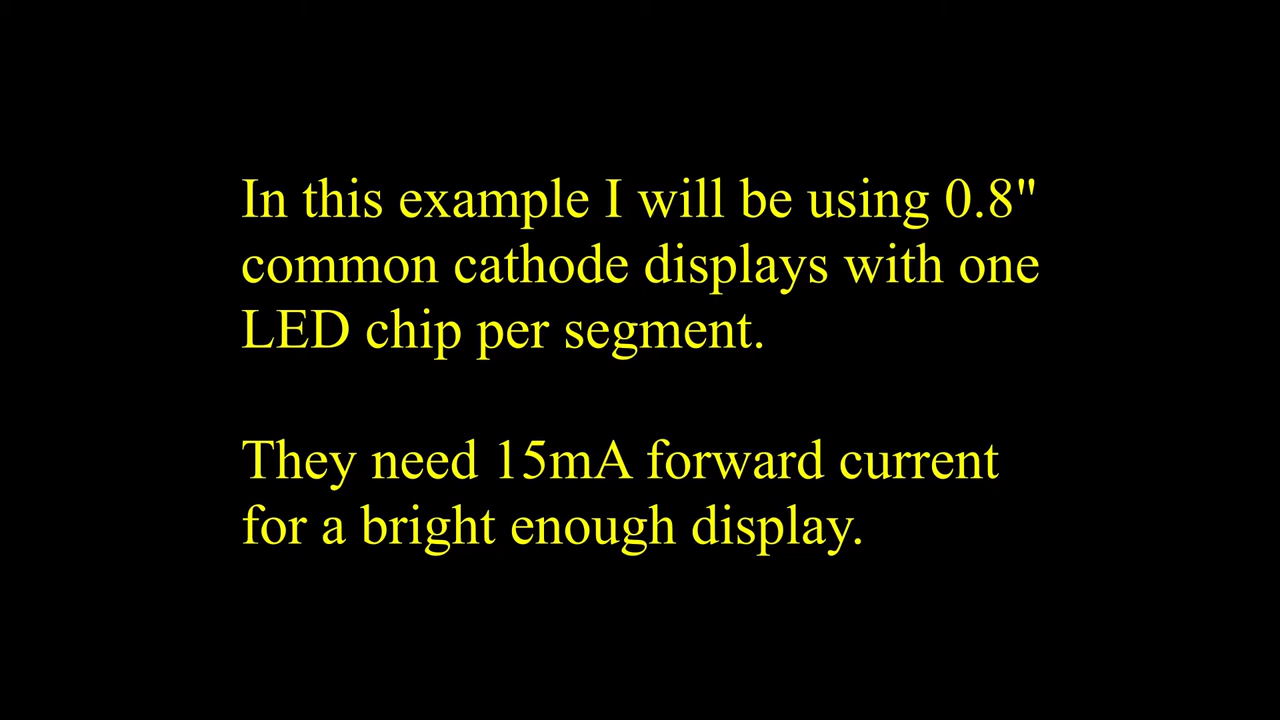 In this example I will be using 0.8"
common cathode displays with one
LED chip per segment.
They need 15mA forward current
for a bright enough display.